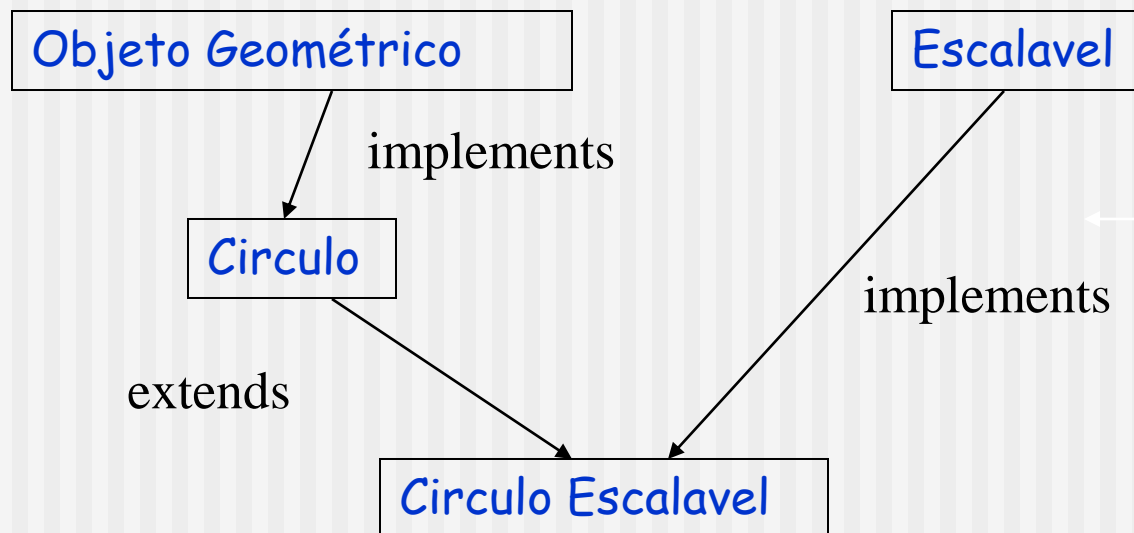 Objeto Geométrico
Escalavel
implements
Circulo
implements
extends
Circulo Escalavel